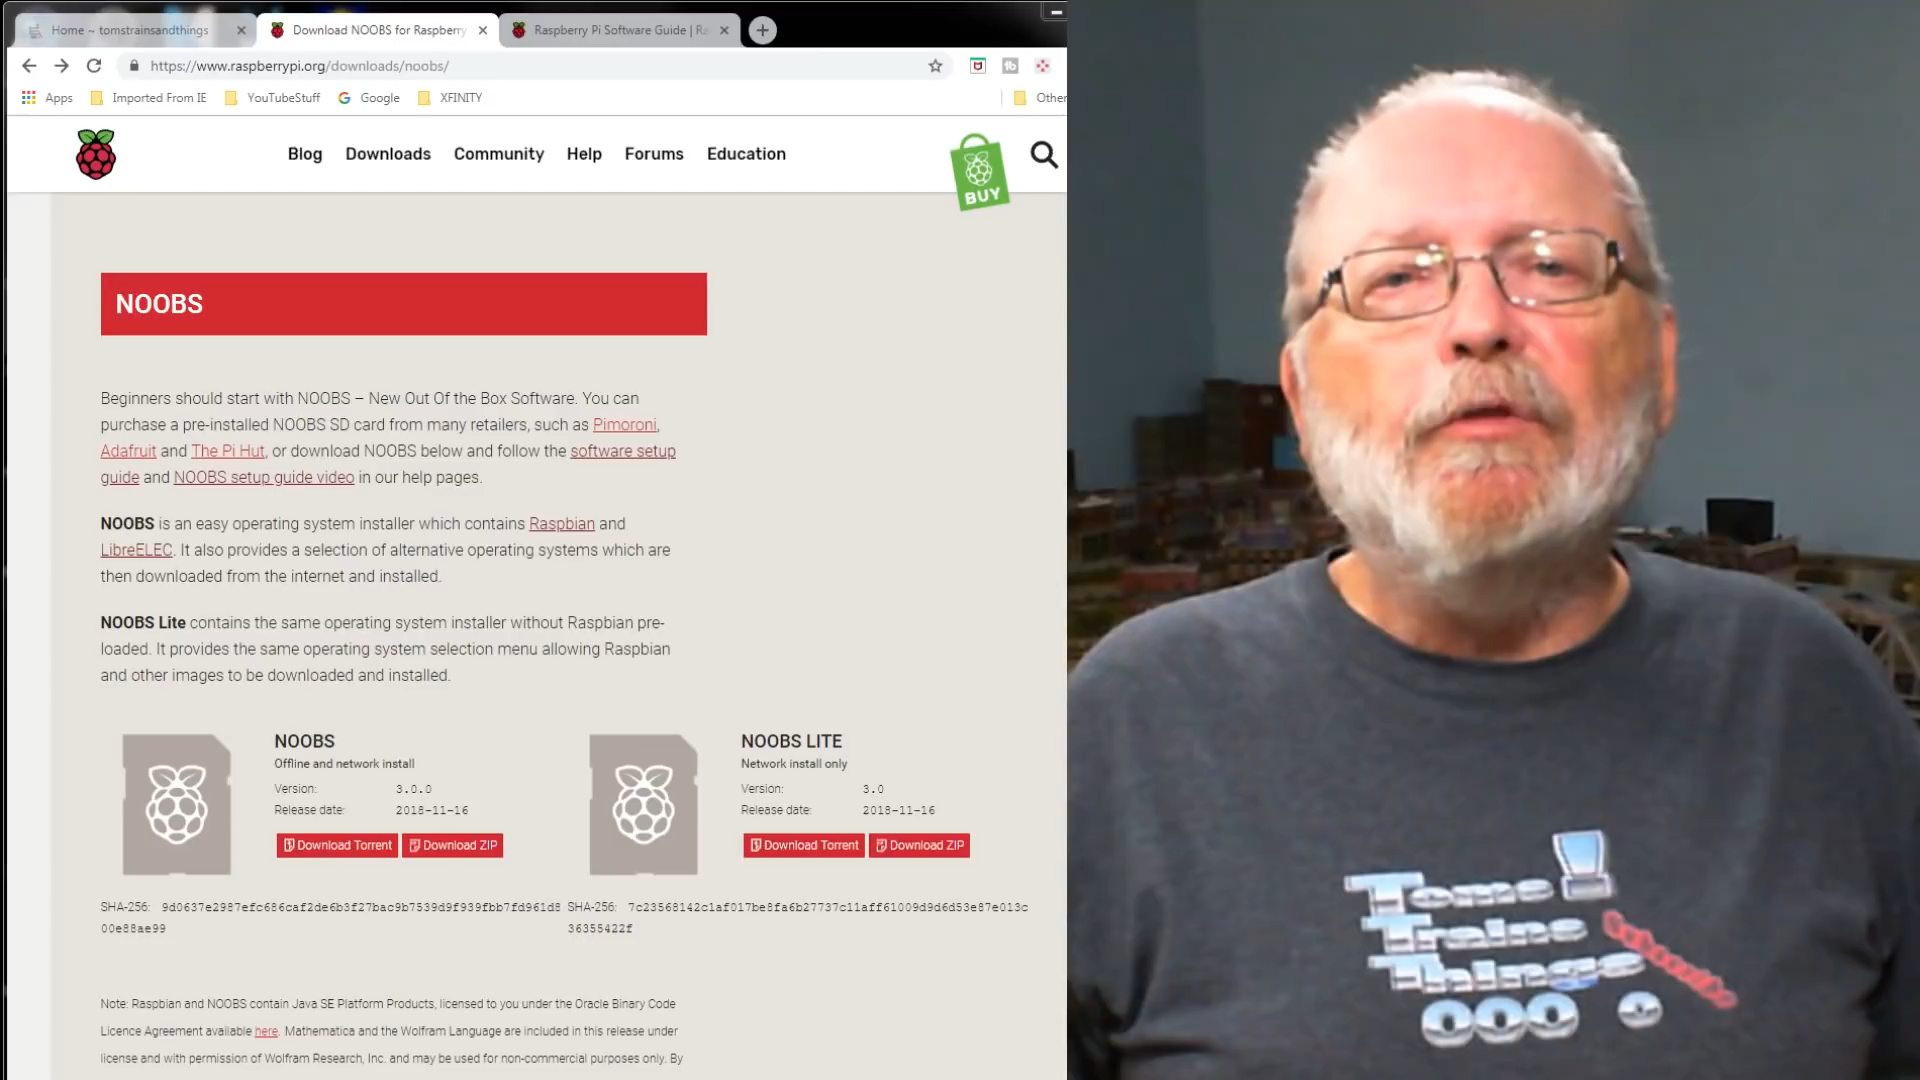 Home ~ tomstrainsandthings
Download NOOBS for Raspberry
Raspberry Pi Software Guide | Ra
https://www.raspberrypi.org/downloads/noobs/
Apps
Imported From IE
YouTubeStuff
Google
XFINITY
Other
Blog
Downloads
Community
Help
Forums
Education
BUY
NOOBS
Beginners should start with NOOBS – New Out Of the Box Software. You can
purchase a pre-installed NOOBS SD card from many retailers, such as Pimoroni,
Adafruit and The Pi Hut, or download NOOBS below and follow the software setup
guide and NOOBS setup guide video in our help pages.
NOOBS is an easy operating system installer which contains Raspbian and
LibreELEC. It also provides a selection of alternative operating systems which are
then downloaded from the internet and installed.
NOOBS Lite contains the same operating system installer without Raspbian pre-
loaded. It provides the same operating system selection menu allowing Raspbian
and other images to be downloaded and installed.
NOOBS
Offline and network install
Version: 3.0.0
Release date: 2018-11-16
Download Torrent
Download ZIP
SHA-256: 9d0637e2987efc686caf2de6b3f27bac9b7539d9f939fbb7fd961d8
00e88ae99
NOOBS LITE
Network install only
Version: 3.0
Release date: 2018-11-16
Download Torrent
Download ZIP
SHA-256: 7c23568142c1af017be8fa6b27737c11aff61009d9d6d53e87e013c
36355422f
Note: Raspbian and NOOBS contain Java SE Platform Products, licensed to you under the Oracle Binary Code
Licence Agreement available here. Mathematica and the Wolfram Language are included in this release under
license and with permission of Wolfram Research, Inc. and may be used for non-commercial purposes only. By
Toms
Trains
Things